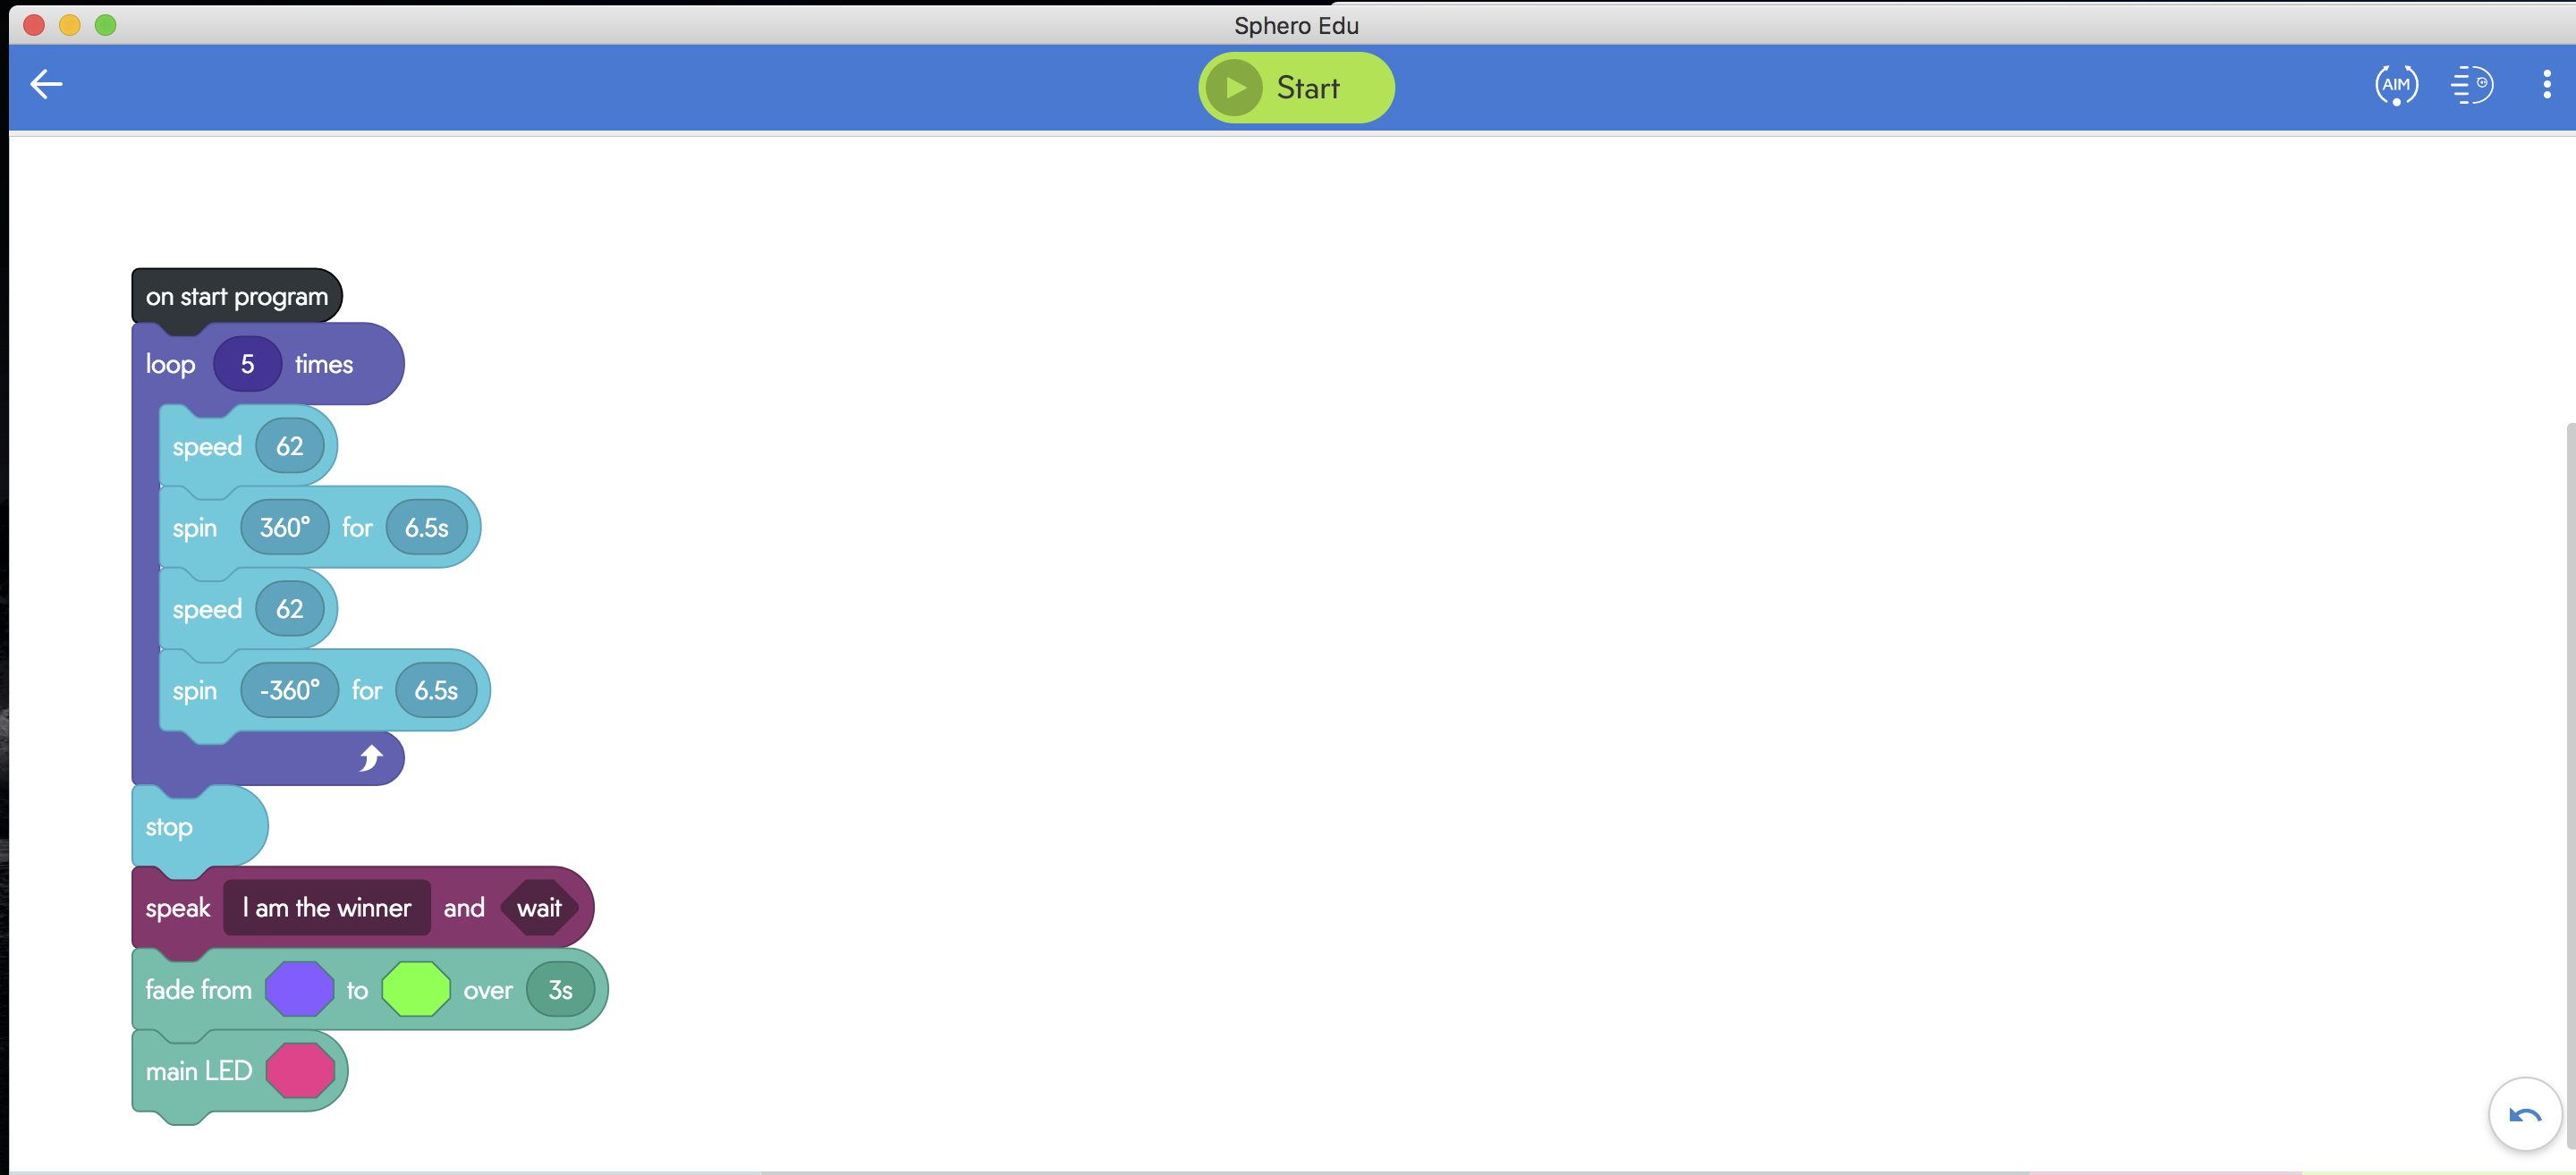 Sphero Edu
Start
AIM
on start program
loop 5 times
speed 62
spin 360° for 6.5s
speed 62
spin -360° for 6.5s
stop
speak I am the winner and wait
fade from to over 3s
main LED